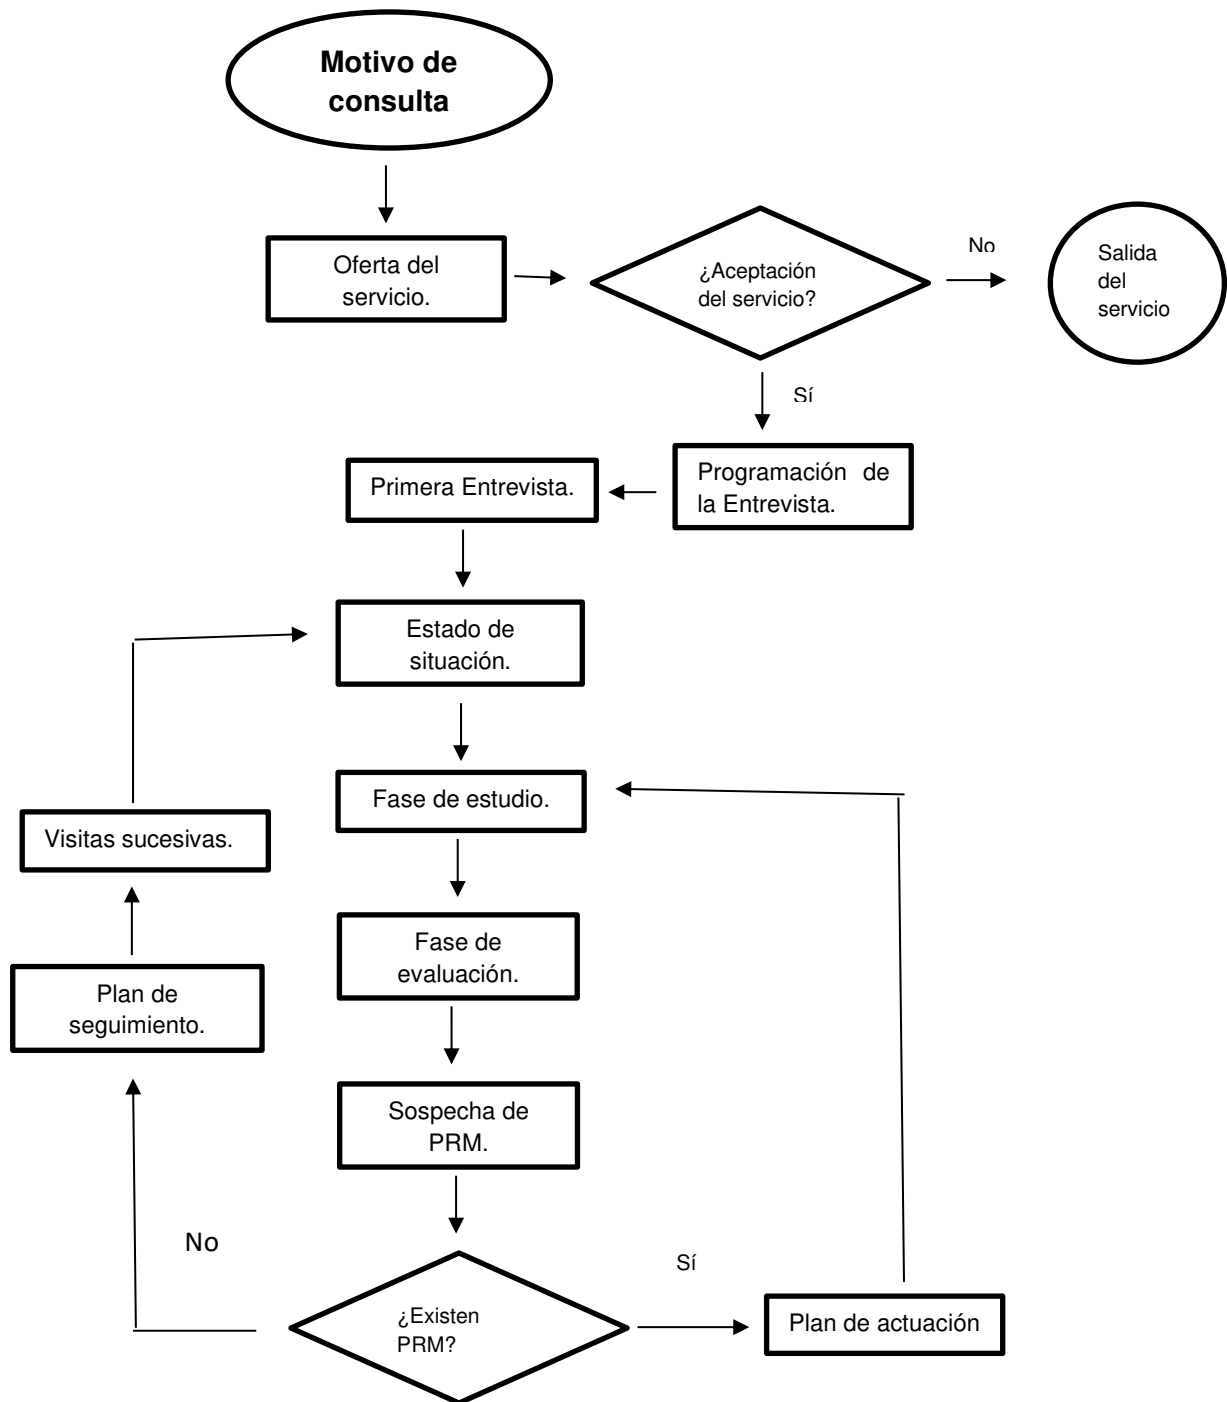 Motivo de
consulta
Oferta del
servicio.
¿Aceptación
del servicio?
No
Salida
del
servicio
Sí
Programación de
la Entrevista.
Primera Entrevista.
Estado de
situación.
Fase de estudio.
Visitas sucesivas.
Fase de
evaluación.
Plan de
seguimiento.
Sospecha de
PRM.
No
Sí
¿Existen
PRM?
Plan de actuación